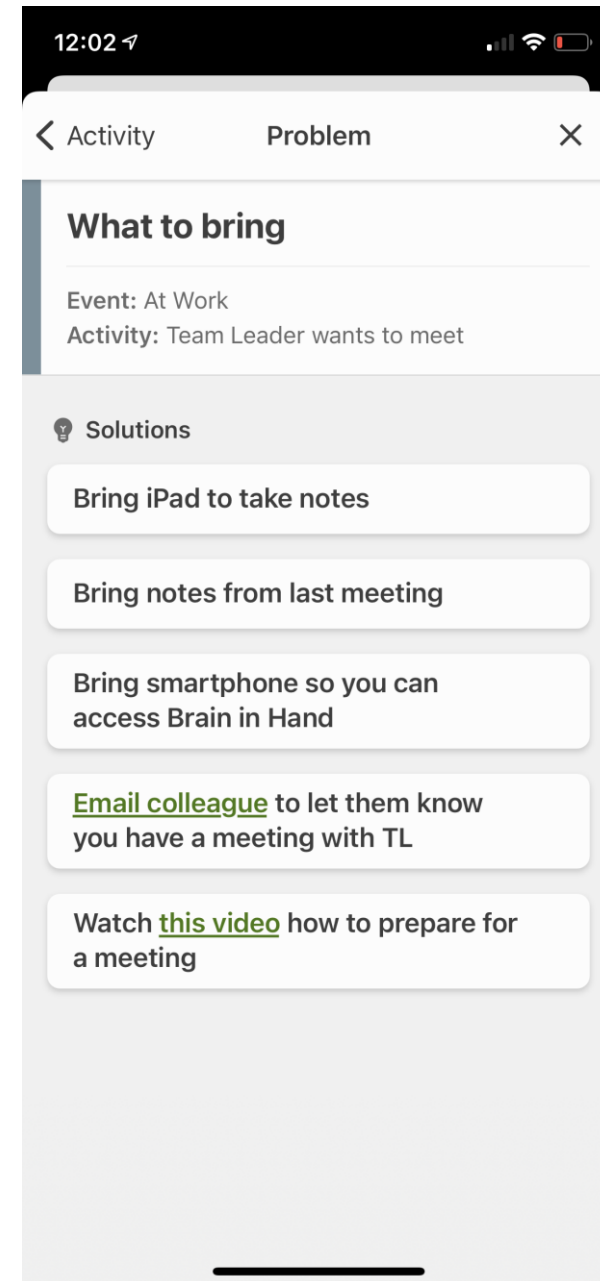 12:02
Activity
Problem
What to bring
Event: At Work
Activity: Team Leader wants to meet
Solutions
Bring iPad to take notes
Bring notes from last meeting
Bring smartphone so you can
access Brain in Hand
Email colleague to let them know
you have a meeting with TL
Watch this video how to prepare for
a meeting